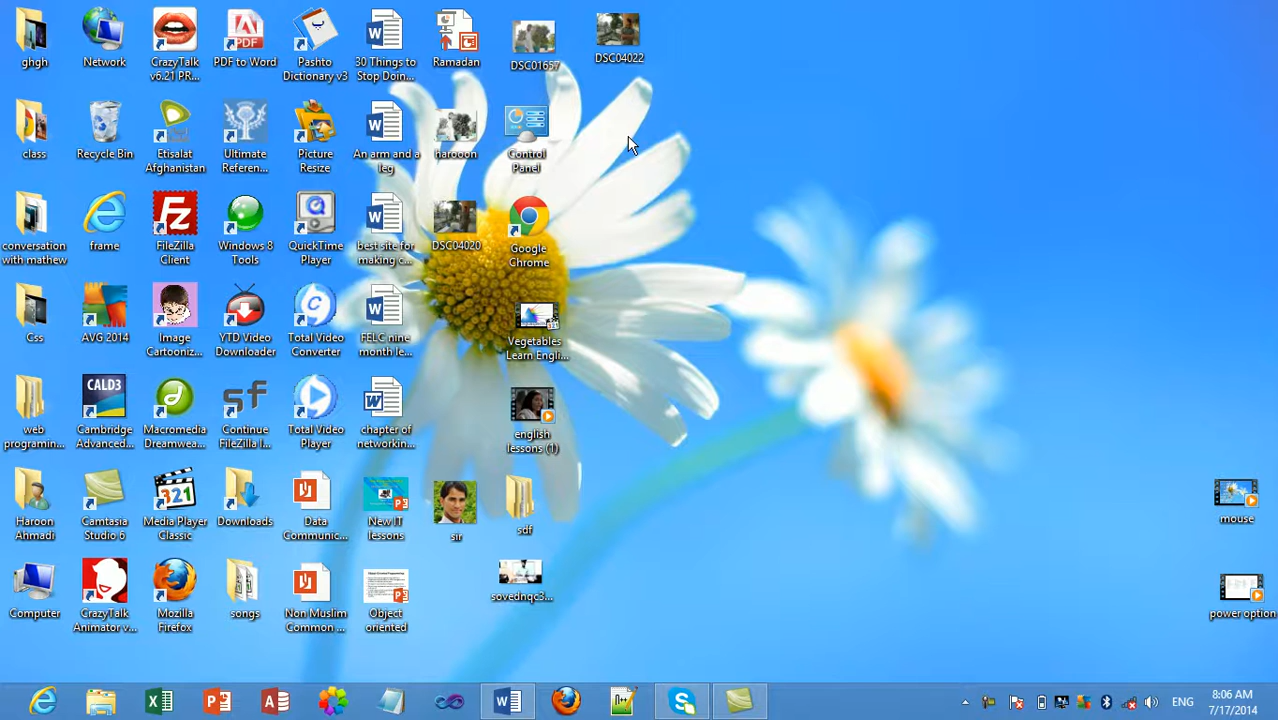 ghgh
Network
CrazyTalk
v6.21 PR...
PDF to Word
Pashto
Dictionary v3
30 Things to
Stop Doin...
Ramadan
DSC01657
DSC04022
class
Recycle Bin
Etisalat
Afghanistan
Ultimate
Referen...
Picture
Resize
An arm and a
leg
harooon
Control
Panel
conversation
with mathew
frame
FileZilla
Client
Windows 8
Tools
QuickTime
Player
best site for
making c...
DSC04020
Google
Chrome
Css
AVG 2014
Image
Cartooniz...
YTD Video
Downloader
Total Video
Converter
FELC nine
month le...
Vegetables
Learn Engli...
web
programin...
CALD3
Cambridge
Advanced...
Macromedia
Dreamwea...
sf
Continue
FileZilla I...
Total Video
Player
chapter of
networkin...
english
lessons (1)
Haroon
Ahmadi
Camtasia
Studio 6
321
Media Player
Classic
Downloads
Data
Communic...
New IT
lessons
sir
sdf
mouse
Computer
CrazyTalk
Animator v...
Mozilla
Firefox
songs
Non Muslim
Common ...
Object
oriented
sovednqc3...
power option
ENG
8:06 AM
7/17/2014